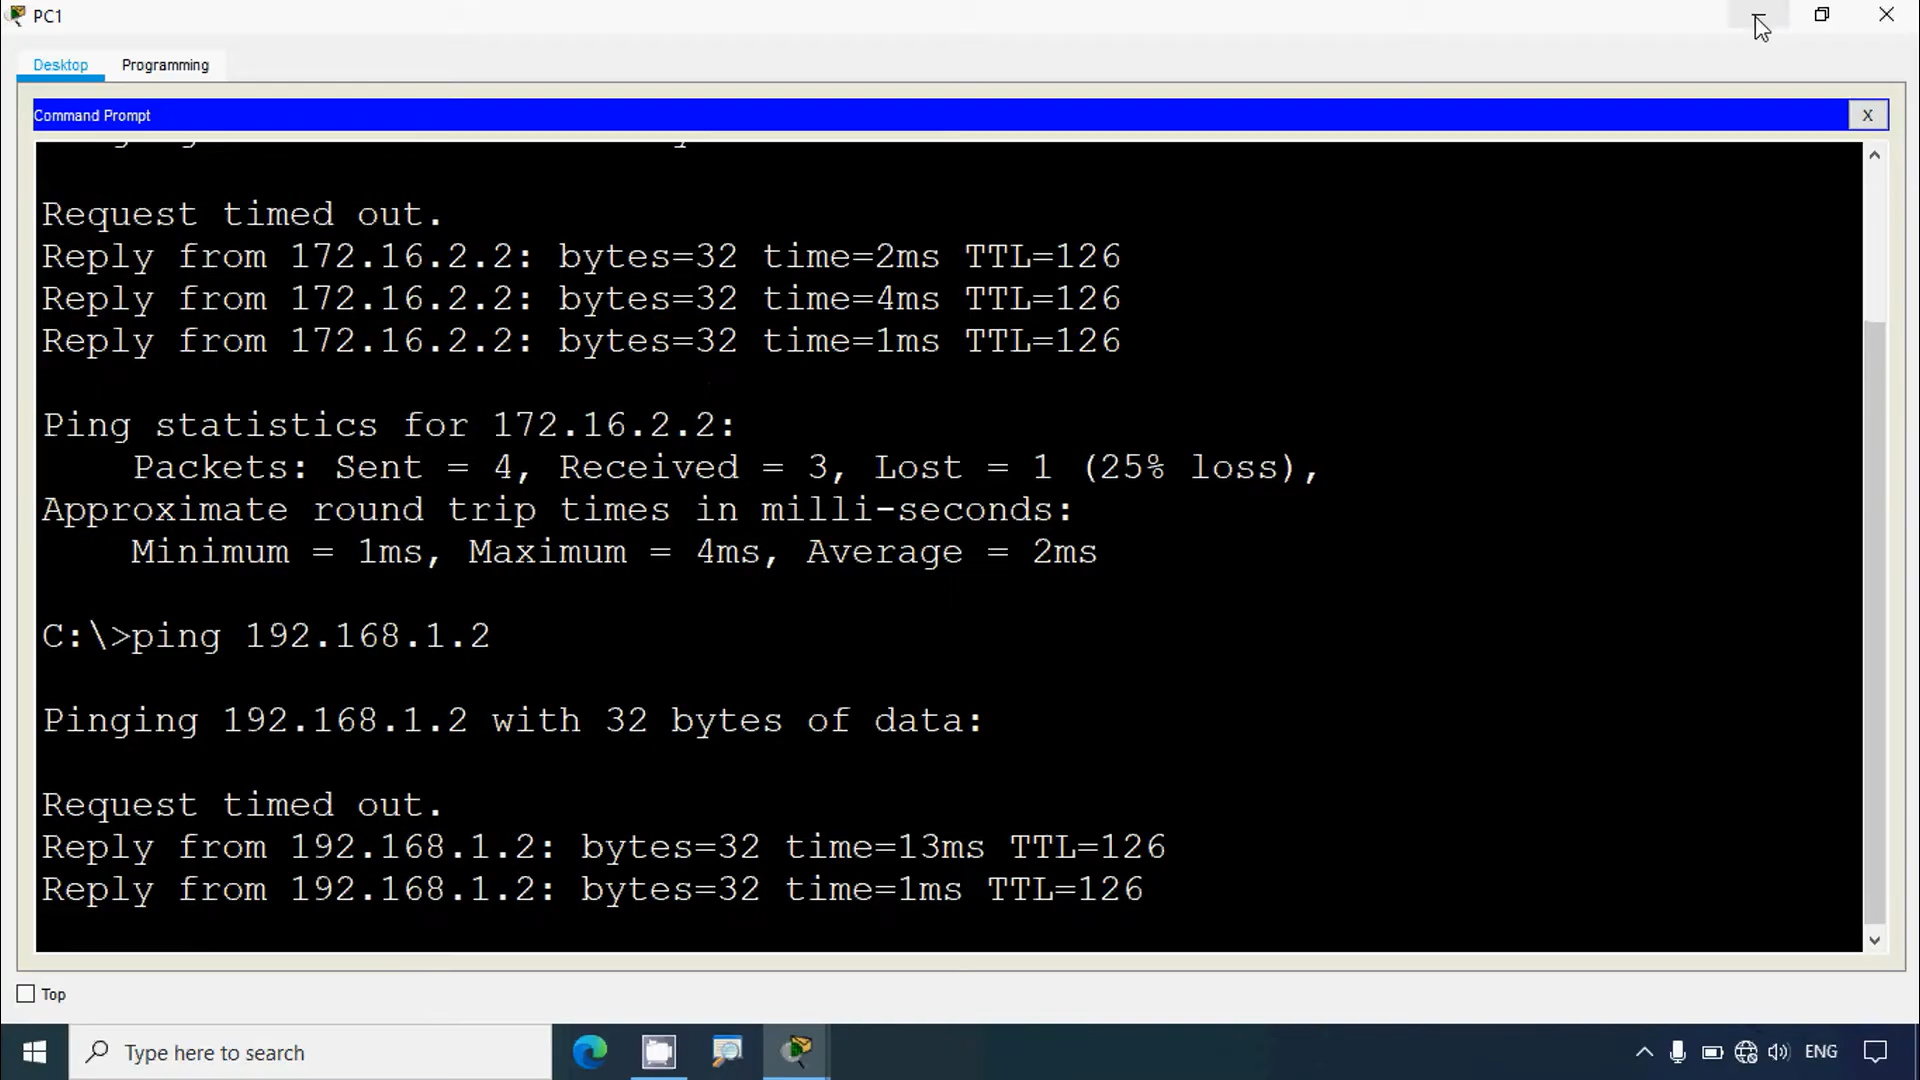 PC1
Desktop Programming
Command Prompt X
Request timed out.
Reply from 172.16.2.2: bytes=32 time=2ms TTL=126
Reply from 172.16.2.2: bytes=32 time=4ms TTL=126
Reply from 172.16.2.2: bytes=32 time=1ms TTL=126
Ping statistics for 172.16.2.2:
Packets: Sent = 4, Received = 3, Lost = 1 (25% loss),
Approximate round trip times in milli-seconds:
Minimum = 1ms, Maximum = 4ms, Average = 2ms
C:\>ping 192.168.1.2
Pinging 192.168.1.2 with 32 bytes of data:
Request timed out.
Reply from 192.168.1.2: bytes=32 time=13ms TTL=126
Reply from 192.168.1.2: bytes=32 time=1ms TTL=126
Top
Type here to search
ENG